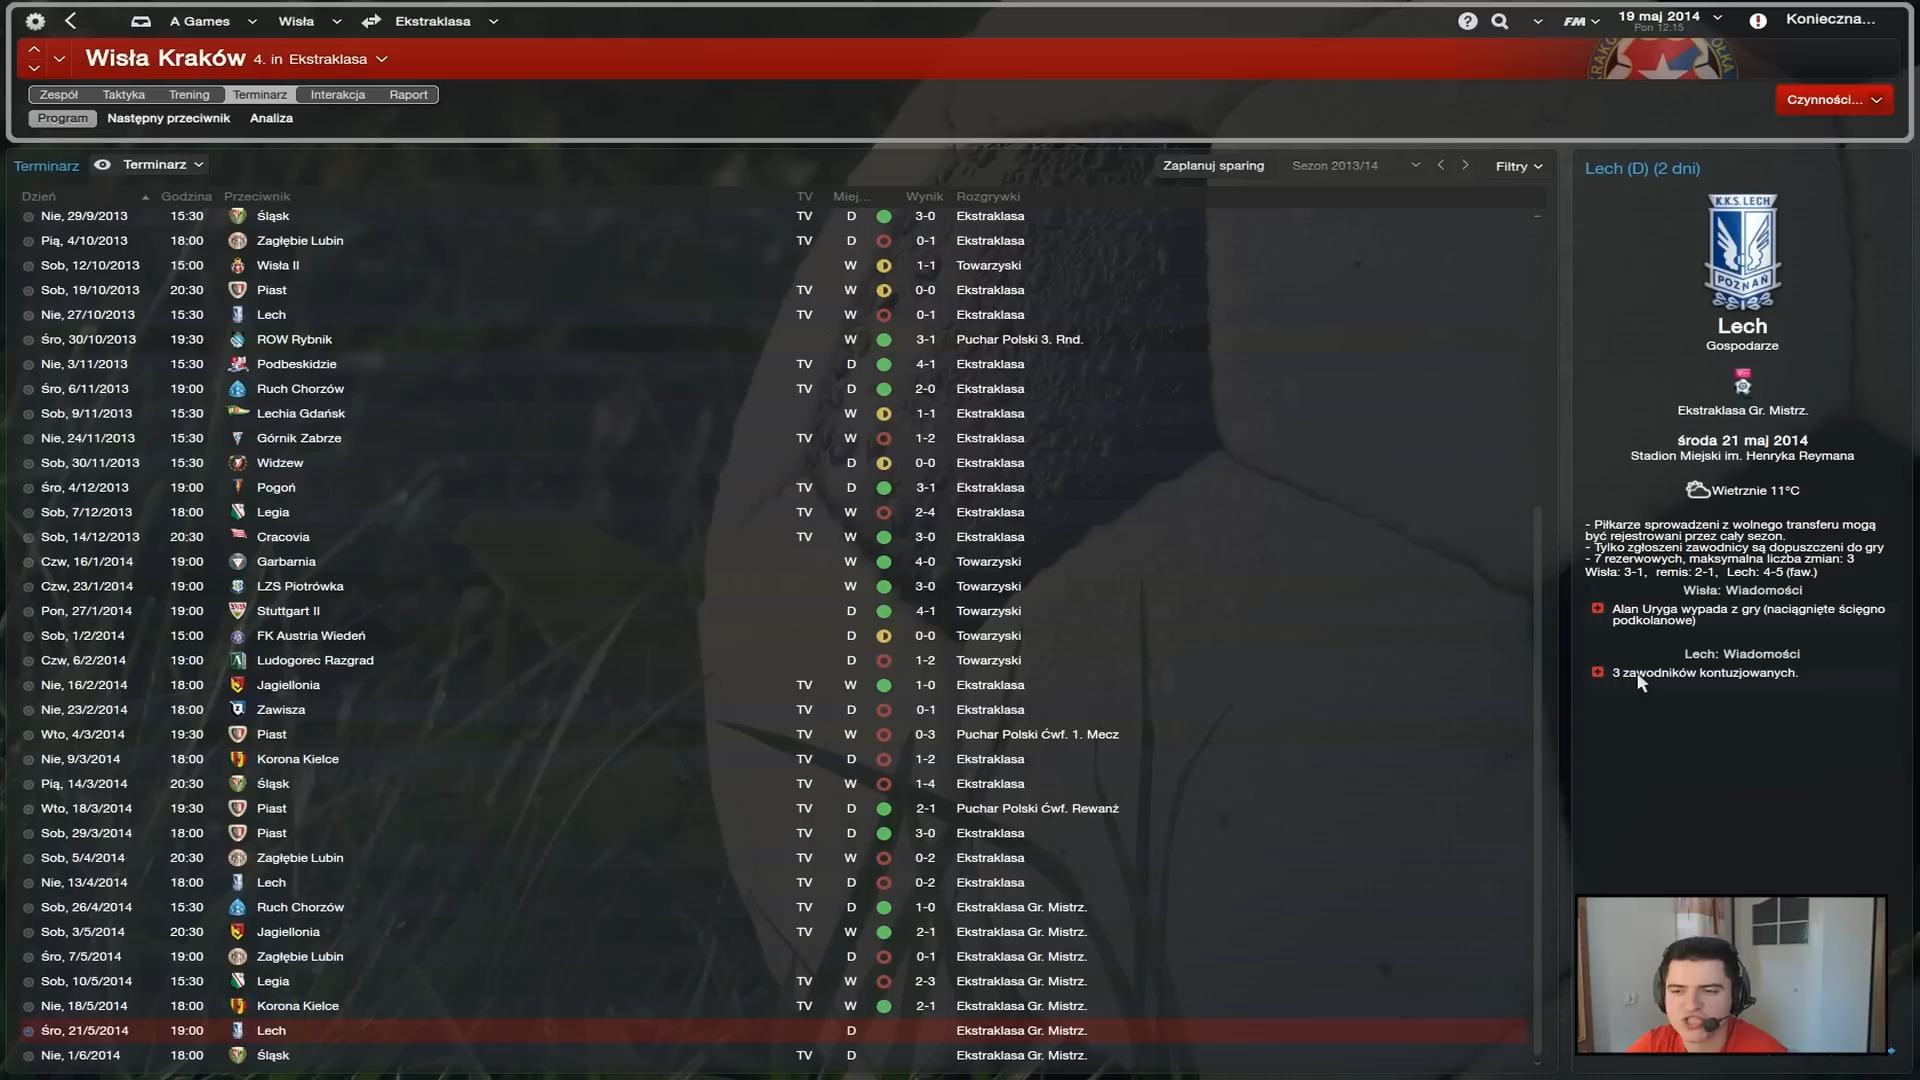 A Games
Wisła
Ekstraklasa
FM
19 maj 2014
Pon 12:15
Konieczna...
Wisła Kraków 4. in Ekstraklasa
Zespół Taktyka Trening Terminarz Interakcja Raport
Czynności...
Program Następny przeciwnik Analiza
Terminarz Terminarz Zaplanuj sparing Sezon 2013/14 Filtry
Dzień Godzina Przeciwnik TV Miej... Wynik Rozgrywki
Nie, 29/9/2013 15:30 Śląsk TV D 3-0 Ekstraklasa
Pią, 4/10/2013 18:00 Zagłębie Lubin TV D 0-1 Ekstraklasa
Sob, 12/10/2013 15:00 Wisła II W 1-1 Towarzyski
Sob, 19/10/2013 20:30 Piast TV W 0-0 Ekstraklasa
Nie, 27/10/2013 15:30 Lech TV W 0-1 Ekstraklasa
Śro, 30/10/2013 19:30 ROW Rybnik W 3-1 Puchar Polski 3. Rnd.
Nie, 3/11/2013 15:30 Podbeskidzie TV D 4-1 Ekstraklasa
Śro, 6/11/2013 19:00 Ruch Chorzów TV D 2-0 Ekstraklasa
Sob, 9/11/2013 15:30 Lechia Gdańsk W 1-1 Ekstraklasa
Nie, 24/11/2013 15:30 Górnik Zabrze TV W 1-2 Ekstraklasa
Sob, 30/11/2013 15:30 Widzew D 0-0 Ekstraklasa
Śro, 4/12/2013 19:00 Pogoń TV D 3-1 Ekstraklasa
Sob, 7/12/2013 18:00 Legia TV W 2-4 Ekstraklasa
Sob, 14/12/2013 20:30 Cracovia TV W 3-0 Ekstraklasa
Czw, 16/1/2014 19:00 Garbarnia W 4-0 Towarzyski
Czw, 23/1/2014 19:00 LZS Piotrówka W 3-0 Towarzyski
Pon, 27/1/2014 19:00 Stuttgart II D 4-1 Towarzyski
Sob, 1/2/2014 15:00 FK Austria Wiedeń D 0-0 Towarzyski
Czw, 6/2/2014 19:00 Ludogorec Razgrad D 1-2 Towarzyski
Nie, 16/2/2014 18:00 Jagiellonia TV W 1-0 Ekstraklasa
Nie, 23/2/2014 18:00 Zawisza TV D 0-1 Ekstraklasa
Wto, 4/3/2014 19:30 Piast TV W 0-3 Puchar Polski Ćwf. 1. Mecz
Nie, 9/3/2014 18:00 Korona Kielce TV D 1-2 Ekstraklasa
Pią, 14/3/2014 20:30 Śląsk TV W 1-4 Ekstraklasa
Wto, 18/3/2014 19:30 Piast TV D 2-1 Puchar Polski Ćwf. Rewanż
Sob, 29/3/2014 18:00 Piast TV D 3-0 Ekstraklasa
Sob, 5/4/2014 20:30 Zagłębie Lubin TV W 0-2 Ekstraklasa
Nie, 13/4/2014 18:00 Lech TV D 0-2 Ekstraklasa
Sob, 26/4/2014 15:30 Ruch Chorzów TV D 1-0 Ekstraklasa Gr. Mistrz.
Sob, 3/5/2014 20:30 Jagiellonia TV W 2-1 Ekstraklasa Gr. Mistrz.
Śro, 7/5/2014 19:00 Zagłębie Lubin D 0-1 Ekstraklasa Gr. Mistrz.
Sob, 10/5/2014 15:30 Legia TV W 2-3 Ekstraklasa Gr. Mistrz.
Nie, 18/5/2014 18:00 Korona Kielce TV W 2-1 Ekstraklasa Gr. Mistrz.
Śro, 21/5/2014 19:00 Lech D Ekstraklasa Gr. Mistrz.
Nie, 1/6/2014 18:00 Śląsk TV D Ekstraklasa Gr. Mistrz.
Lech (D) (2 dni)
K.K.S. LECH
POZNAŃ
Lech
Gospodarze
Ekstraklasa Gr. Mistrz.
środa 21 maj 2014
Stadion Miejski im. Henryka Reymana
Wietrznie 11°C
- Piłkarze sprowadzeni z wolnego transferu mogą
być rejestrowani przez cały sezon.
- Tylko zgłoszeni zawodnicy są dopuszczeni do gry
- 7 rezerwowych, maksymalna liczba zmian: 3
Wisła: 3-1, remis: 2-1, Lech: 4-5 (faw.)
Wisła: Wiadomości
Alan Uryga wypada z gry (naciągnięte ścięgno
podkolanowe)
Lech: Wiadomości
3 zawodników kontuzjowanych.